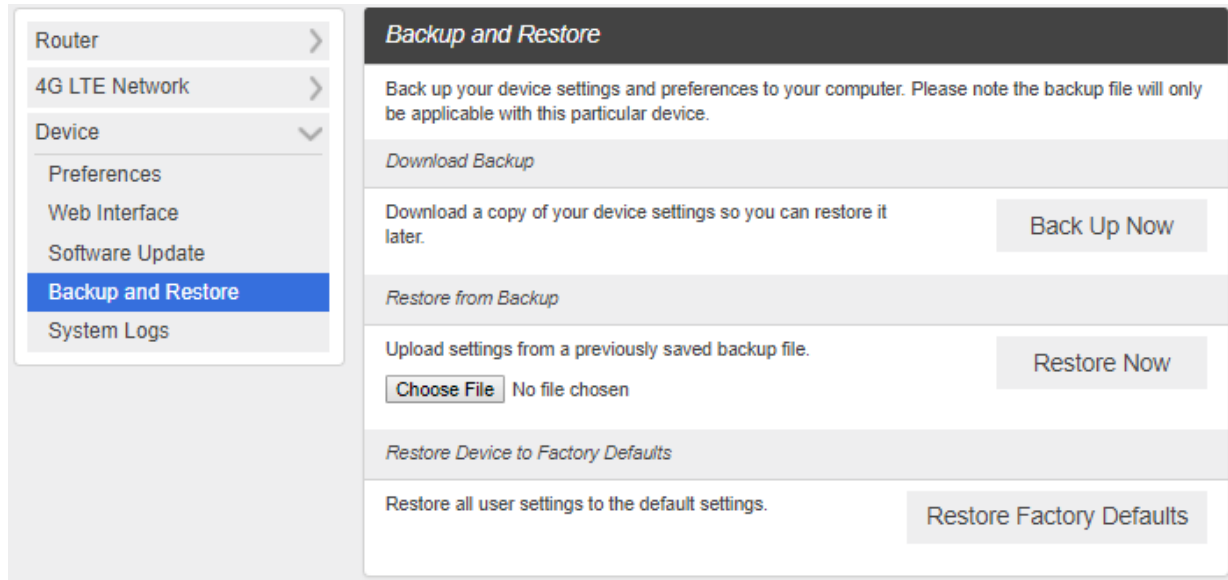 Router
4G LTE Network
Device
Preferences
Web Interface
Software Update
Backup and Restore
System Logs
Backup and Restore
Back up your device settings and preferences to your computer. Please note the backup file will only
be applicable with this particular device.
Download Backup
Download a copy of your device settings so you can restore it
later.
Back Up Now
Restore from Backup
Upload settings from a previously saved backup file.
Choose File No file chosen
Restore Now
Restore Device to Factory Defaults
Restore all user settings to the default settings.
Restore Factory Defaults